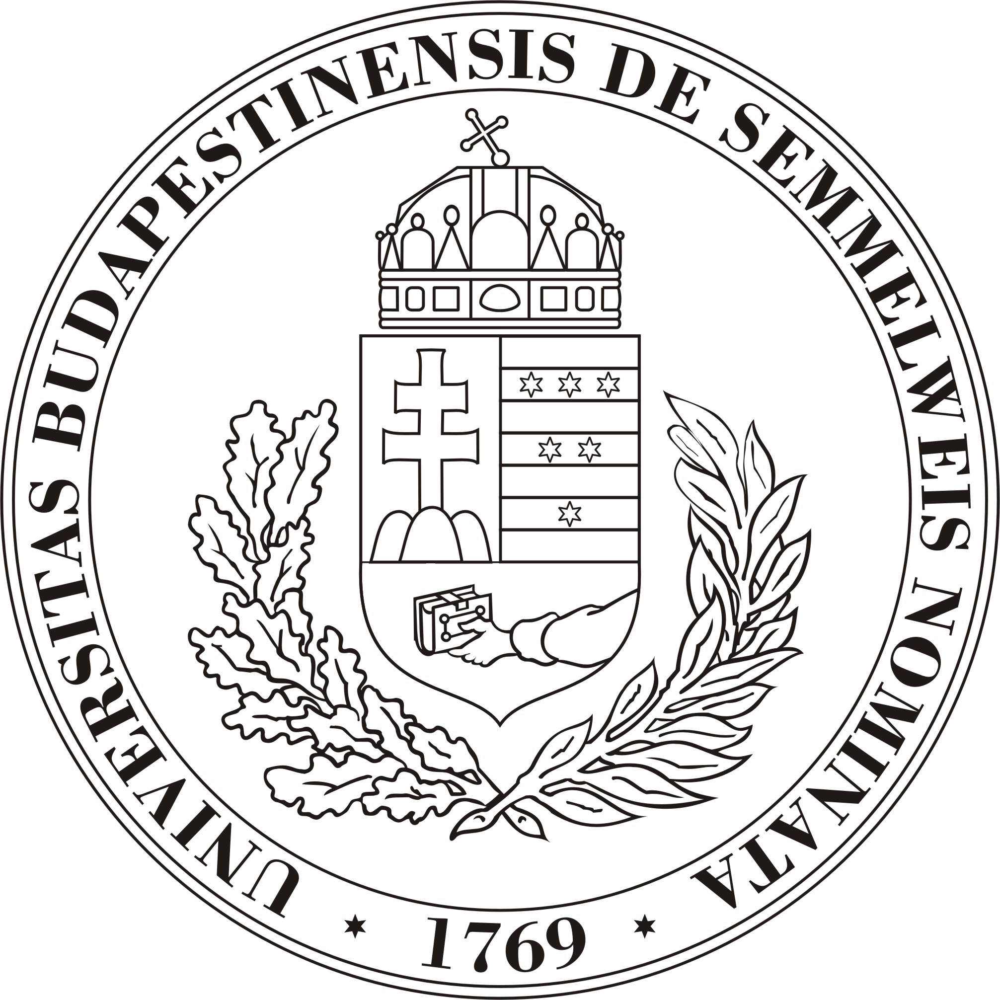 UNIVERSITAS BUDAPESTINENSIS DE SEMMELWEIS NOMINATA
1769